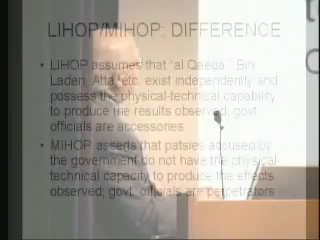 LIHOP/MIHOP: DIFFERENCE
• LIHOP assumes that "al Qaeda," Bin
Laden, Atta, etc. exist independently and
possess the physical-technical capability
to produce the results observed; govt
officials are accessories
• MIHOP asserts that patsies accused by
the government do not have the physical-
technical capacity to produce the effects
observed; govt. officials are perpetrators